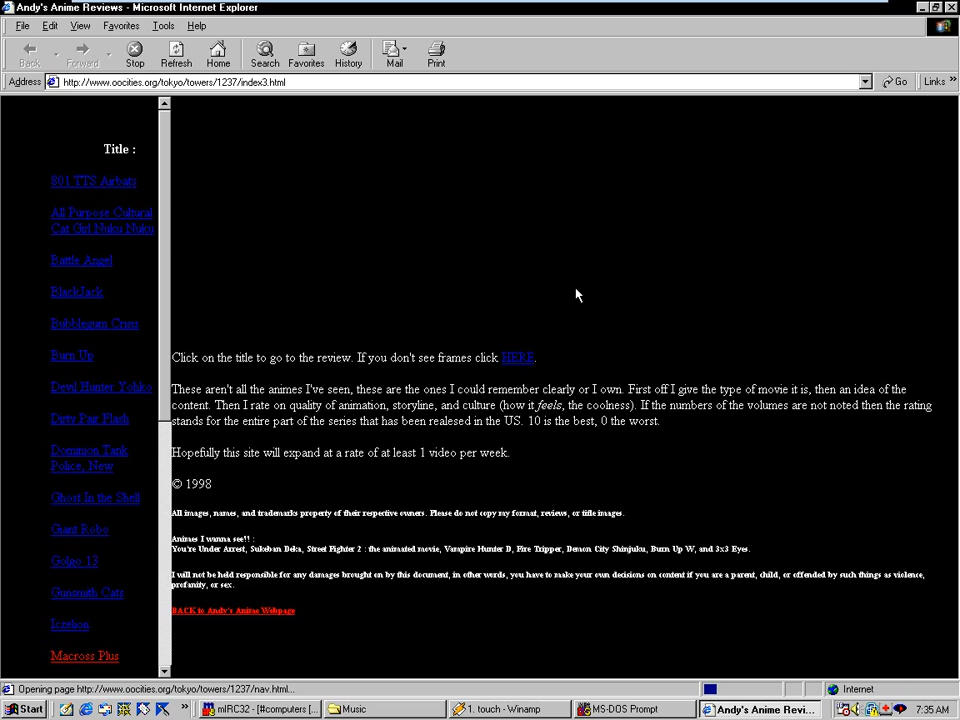 Andy's Anime Reviews - Microsoft Internet Explorer
File Edit View Favorites Tools Help
Back Forward Stop Refresh Home Search Favorites History Mail Print
Address http://www.oocities.org/tokyo/towers/1237/index3.html Go Links »
Title :
801 TTS Airbats
All Purpose Cultural
Cat Girl Nuku Nuku
Battle Angel
BlackJack
Bubblegum Crisis
Burn Up
Devil Hunter Yohko
Dirty Pair Flash
Dominion Tank
Police, New
Ghost In the Shell
Giant Robo
Golgo 13
Gunsmith Cats
Iczehon
Macross Plus
Click on the title to go to the review. If you don't see frames click HERE.
These aren't all the animes I've seen, these are the ones I could remember clearly or I own. First off I give the type of movie it is, then an idea of the
content. Then I rate on quality of animation, storyline, and culture (how it feels, the coolness). If the numbers of the volumes are not noted then the rating
stands for the entire part of the series that has been realesed in the US. 10 is the best, 0 the worst.
Hopefully this site will expand at a rate of at least 1 video per week.
© 1998
All images, names, and trademarks property of their respective owners. Please do not copy my format, reviews, or title images.
Animes I wanna see!! :
You're Under Arrest, Sukeban Deka, Street Fighter 2 : the animated movie, Vampire Hunter D, Fire Tripper, Demon City Shinjuku, Burn Up W, and 3x3 Eyes.
I will not be held responsible for any damages brought on by this document, in other words, you have to make your own decisions on content if you are a parent, child, or offended by such things as violence,
profanity, or sex.
BACK to Andy's Anime Webpage
Opening page http://www.oocities.org/tokyo/towers/1237/nav.html... Internet
Start » mIRC32 - [#computers [... Music 1. touch - Winamp MS-DOS Prompt Andy's Anime Revi... 7:35 AM